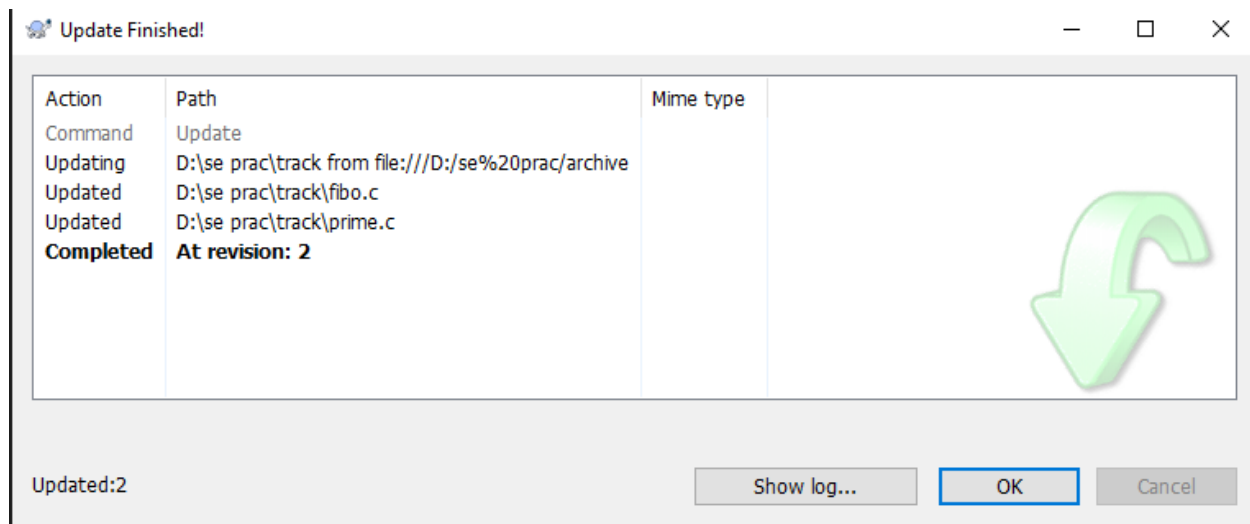 Update Finished!
Action Path Mime type
Command Update
Updating D:\se prac\track from file:///D:/se%20prac/archive
Updated D:\se prac\track\fibo.c
Updated D:\se prac\track\prime.c
Completed At revision: 2
Updated:2 Show log... OK Cancel